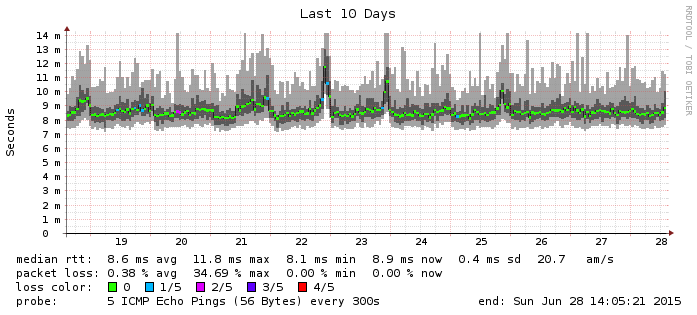 Last 10 Days
RRDTOOL / TOBI OETIKER
Seconds
14 m
13 m
12 m
11 m
10 m
9 m
8 m
7 m
6 m
5 m
4 m
3 m
2 m
1 m
0
19 20 21 22 23 24 25 26 27 28
median rtt: 8.6 ms avg 11.8 ms max 8.1 ms min 8.9 ms now 0.4 ms sd 20.7 am/s
packet loss: 0.38 % avg 34.69 % max 0.00 % min 0.00 % now
loss color: 0 1/5 2/5 3/5 4/5
probe: 5 ICMP Echo Pings (56 Bytes) every 300s end: Sun Jun 28 14:05:21 2015